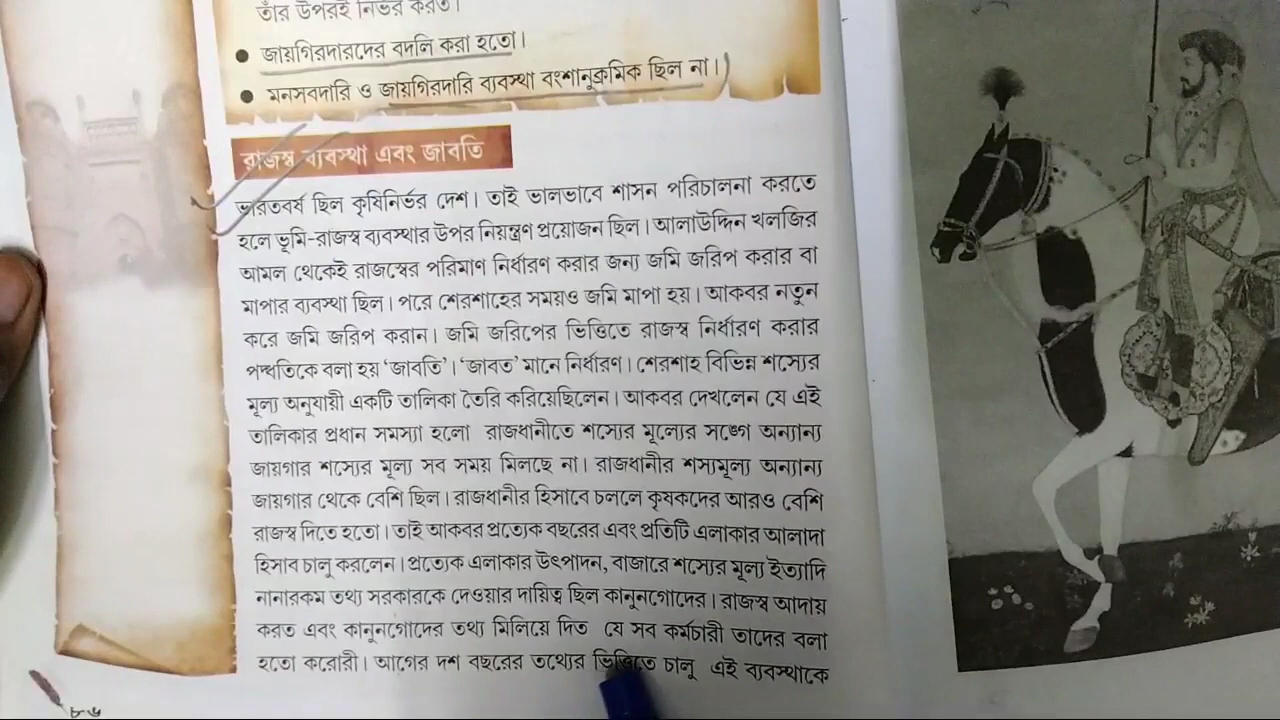 তাঁর উপরই নির্ভর করত।
● জায়গিরদারদের বদলি করা হতো।
● মনসবদারি ও জায়গিরদারি ব্যবস্থা বংশানুক্রমিক ছিল না।
রাজস্ব ব্যবস্থা এবং জাবতি
ভারতবর্ষ ছিল কৃষিনির্ভর দেশ। তাই ভালভাবে শাসন পরিচালনা করতে
হলে ভূমি-রাজস্ব ব্যবস্থার উপর নিয়ন্ত্রণ প্রয়োজন ছিল। আলাউদ্দিন খলজির
আমল থেকেই রাজস্বের পরিমাণ নির্ধারণ করার জন্য জমি জরিপ করার বা
মাপার ব্যবস্থা ছিল। পরে শেরশাহের সময়ও জমি মাপা হয়। আকবর নতুন
করে জমি জরিপ করান। জমি জরিপের ভিত্তিতে রাজস্ব নির্ধারণ করার
পদ্ধতিকে বলা হয় ‘জাবতি’। ‘জাবত’ মানে নির্ধারণ। শেরশাহ বিভিন্ন শস্যের
মূল্য অনুযায়ী একটি তালিকা তৈরি করিয়েছিলেন। আকবর দেখলেন যে এই
তালিকার প্রধান সমস্যা হলো রাজধানীতে শস্যের মূল্যের সঙ্গে অন্যান্য
জায়গার শস্যের মূল্য সব সময় মিলছে না। রাজধানীর শস্যমূল্য অন্যান্য
জায়গার থেকে বেশি ছিল। রাজধানীর হিসাবে চললে কৃষকদের আরও বেশি
রাজস্ব দিতে হতো। তাই আকবর প্রত্যেক বছরের এবং প্রতিটি এলাকার আলাদা
হিসাব চালু করলেন। প্রত্যেক এলাকার উৎপাদন, বাজারে শস্যের মূল্য ইত্যাদি
নানারকম তথ্য সরকারকে দেওয়ার দায়িত্ব ছিল কানুনগোদের। রাজস্ব আদায়
করত এবং কানুনগোদের তথ্য মিলিয়ে দিত যে সব কর্মচারী তাদের বলা
হতো করোরী। আগের দশ বছরের তথ্যের ভিত্তিতে চালু এই ব্যবস্থাকে
৮৬